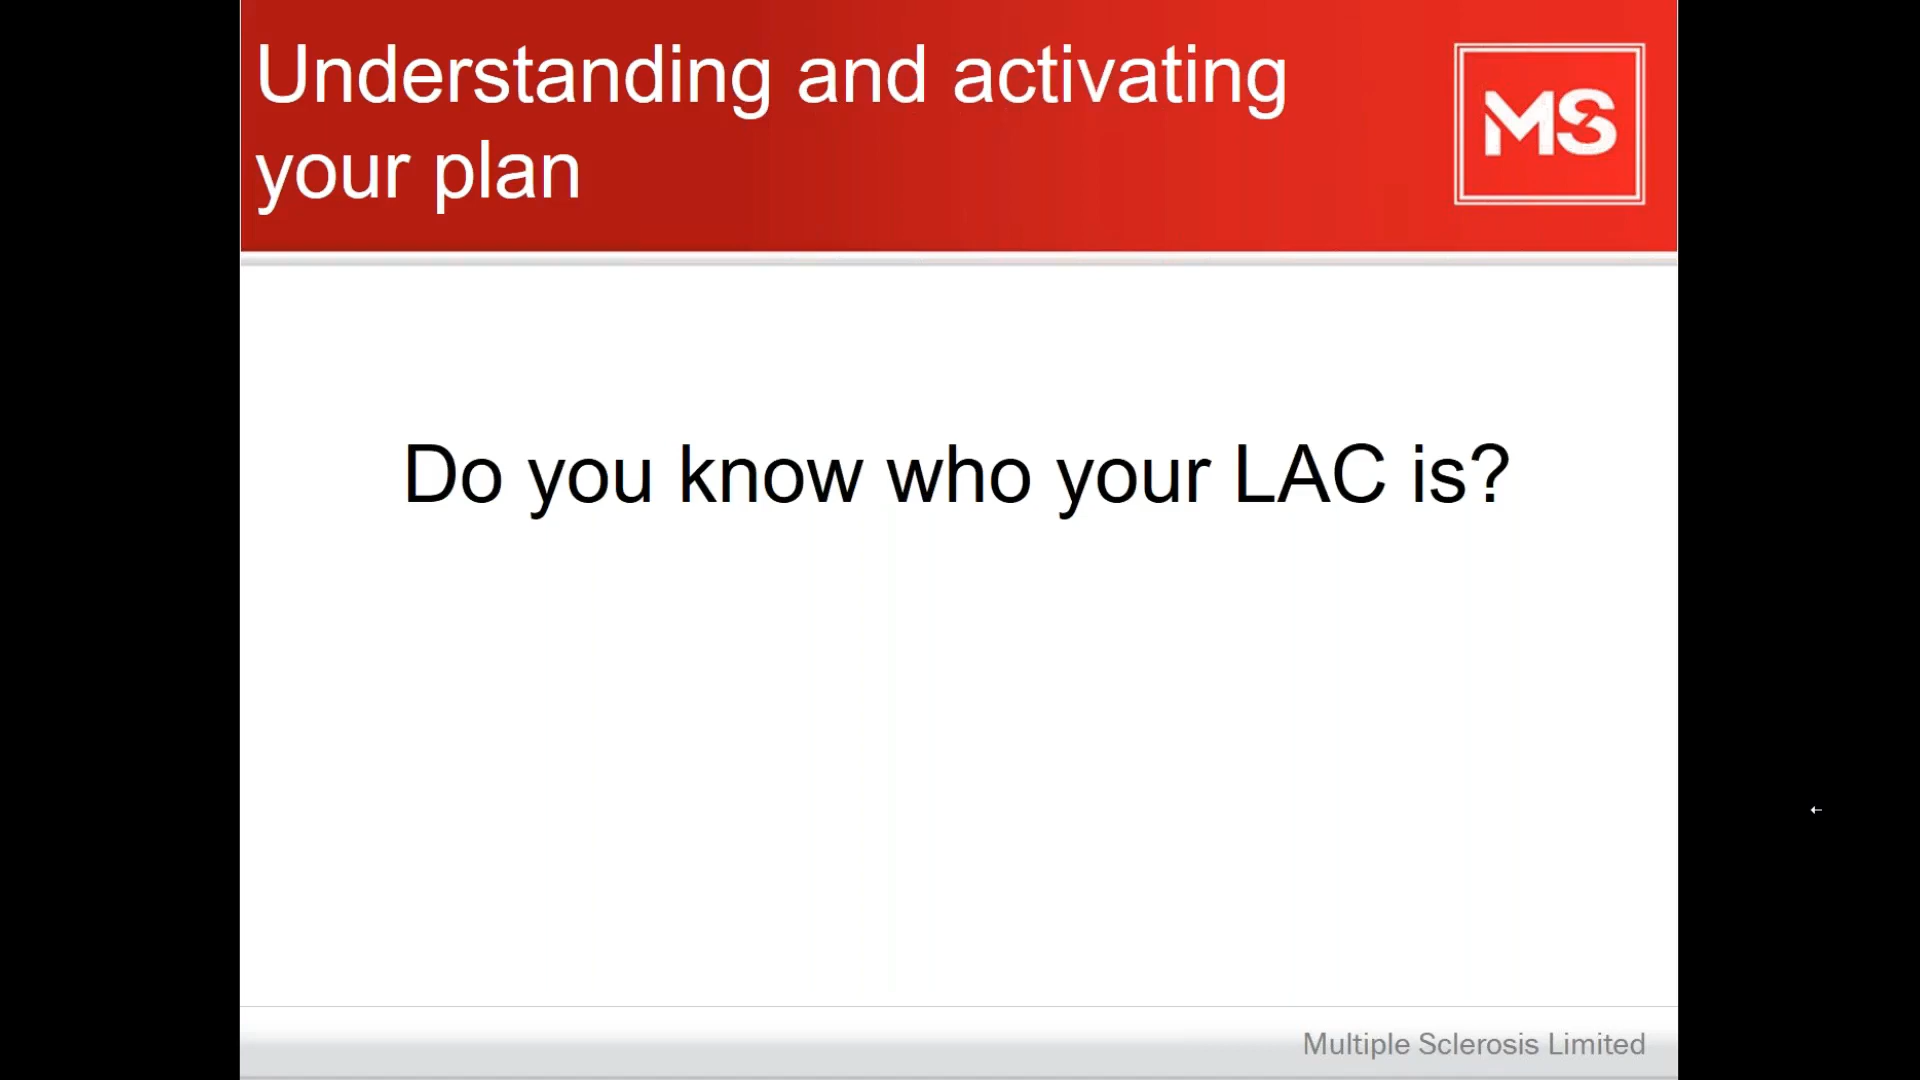 Understanding and activating
your plan
MS
Do you know who your LAC is?
Multiple Sclerosis Limited